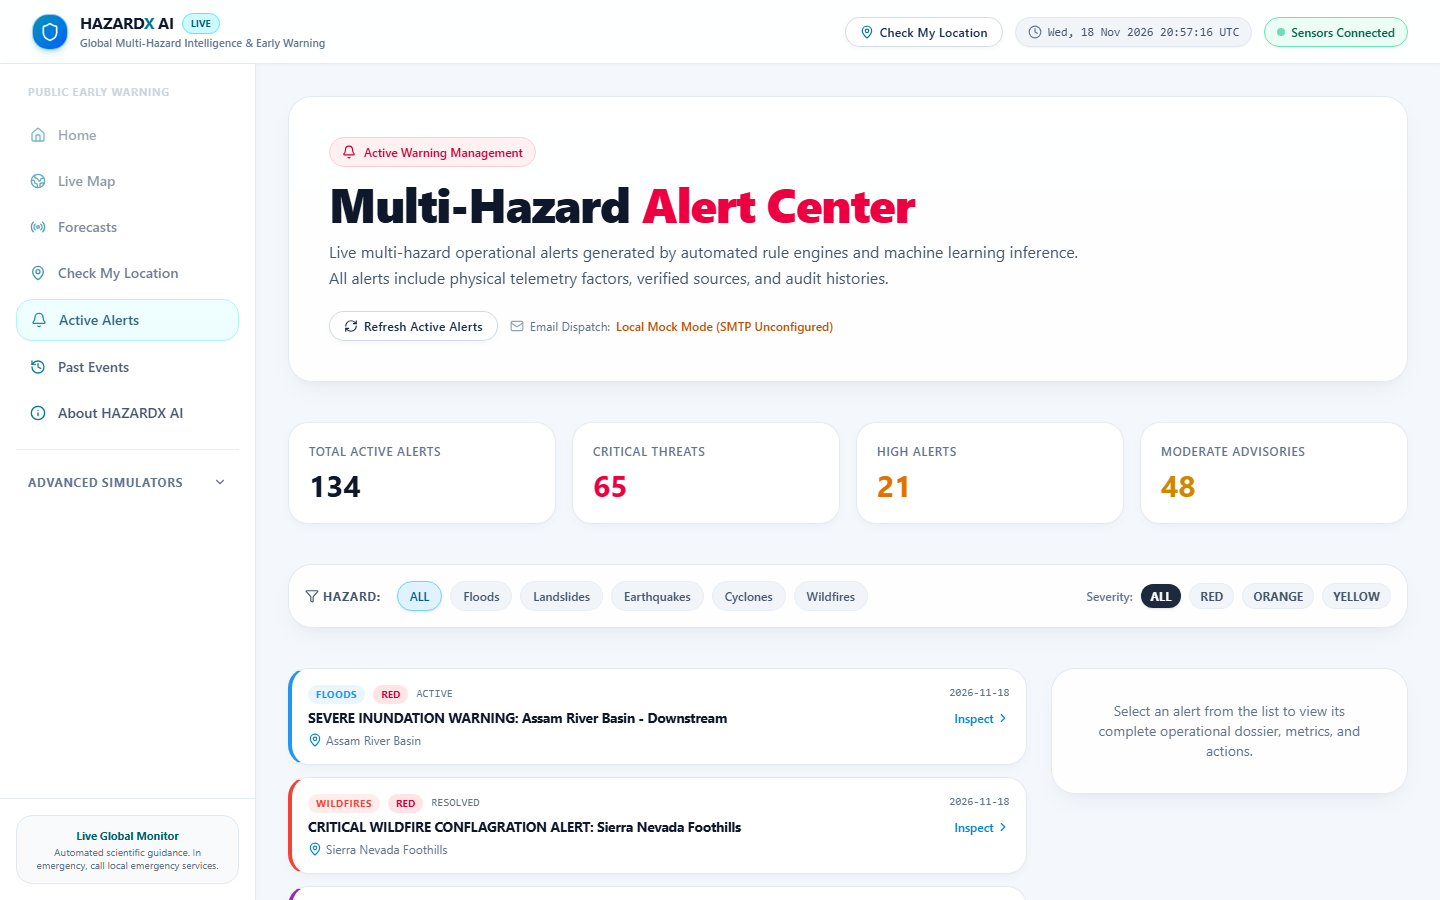 HAZARDX AI LIVE
Global Multi-Hazard Intelligence & Early Warning
Check My Location
Wed, 18 Nov 2026 20:57:16 UTC
Sensors Connected
PUBLIC EARLY WARNING
Home
Live Map
Forecasts
Check My Location
Active Alerts
Past Events
About HAZARDX AI
ADVANCED SIMULATORS
Live Global Monitor
Automated scientific guidance. In
emergency, call local emergency services.
Active Warning Management
Multi-Hazard Alert Center
Live multi-hazard operational alerts generated by automated rule engines and machine learning inference.
All alerts include physical telemetry factors, verified sources, and audit histories.
Refresh Active Alerts
Email Dispatch: Local Mock Mode (SMTP Unconfigured)
TOTAL ACTIVE ALERTS
134
CRITICAL THREATS
65
HIGH ALERTS
21
MODERATE ADVISORIES
48
HAZARD: ALL Floods Landslides Earthquakes Cyclones Wildfires
Severity: ALL RED ORANGE YELLOW
FLOODS RED ACTIVE 2026-11-18
SEVERE INUNDATION WARNING: Assam River Basin - Downstream Inspect
Assam River Basin
WILDFIRES RED RESOLVED 2026-11-18
CRITICAL WILDFIRE CONFLAGRATION ALERT: Sierra Nevada Foothills Inspect
Sierra Nevada Foothills
Select an alert from the list to view its
complete operational dossier, metrics, and
actions.